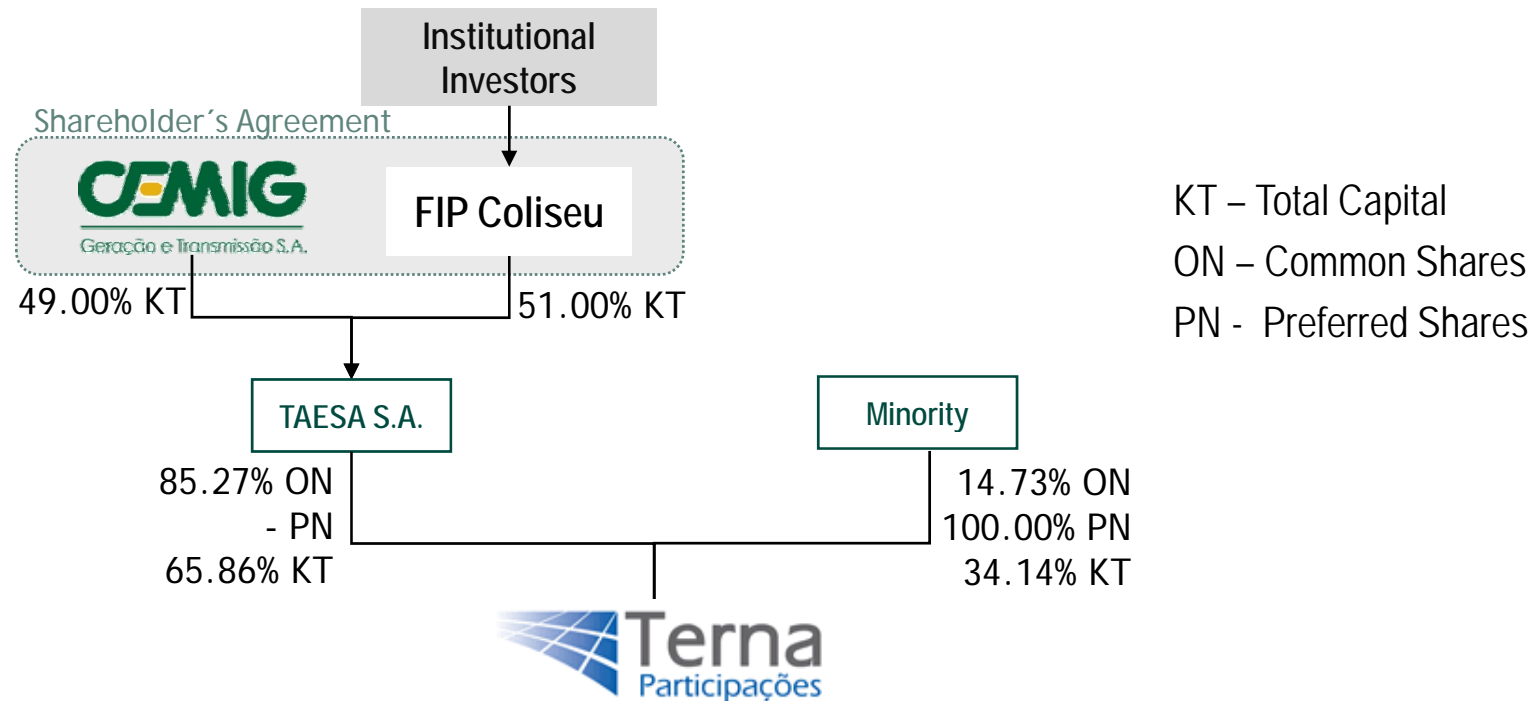 Institutional
Investors
Shareholder´s Agreement
CEMIG
Geração e Transmissão S.A.
FIP Coliseu
49.00% KT
51.00% KT
KT – Total Capital
ON – Common Shares
PN - Preferred Shares
TAESA S.A.
Minority
85.27% ON
- PN
65.86% KT
14.73% ON
100.00% PN
34.14% KT
Terna
Participações